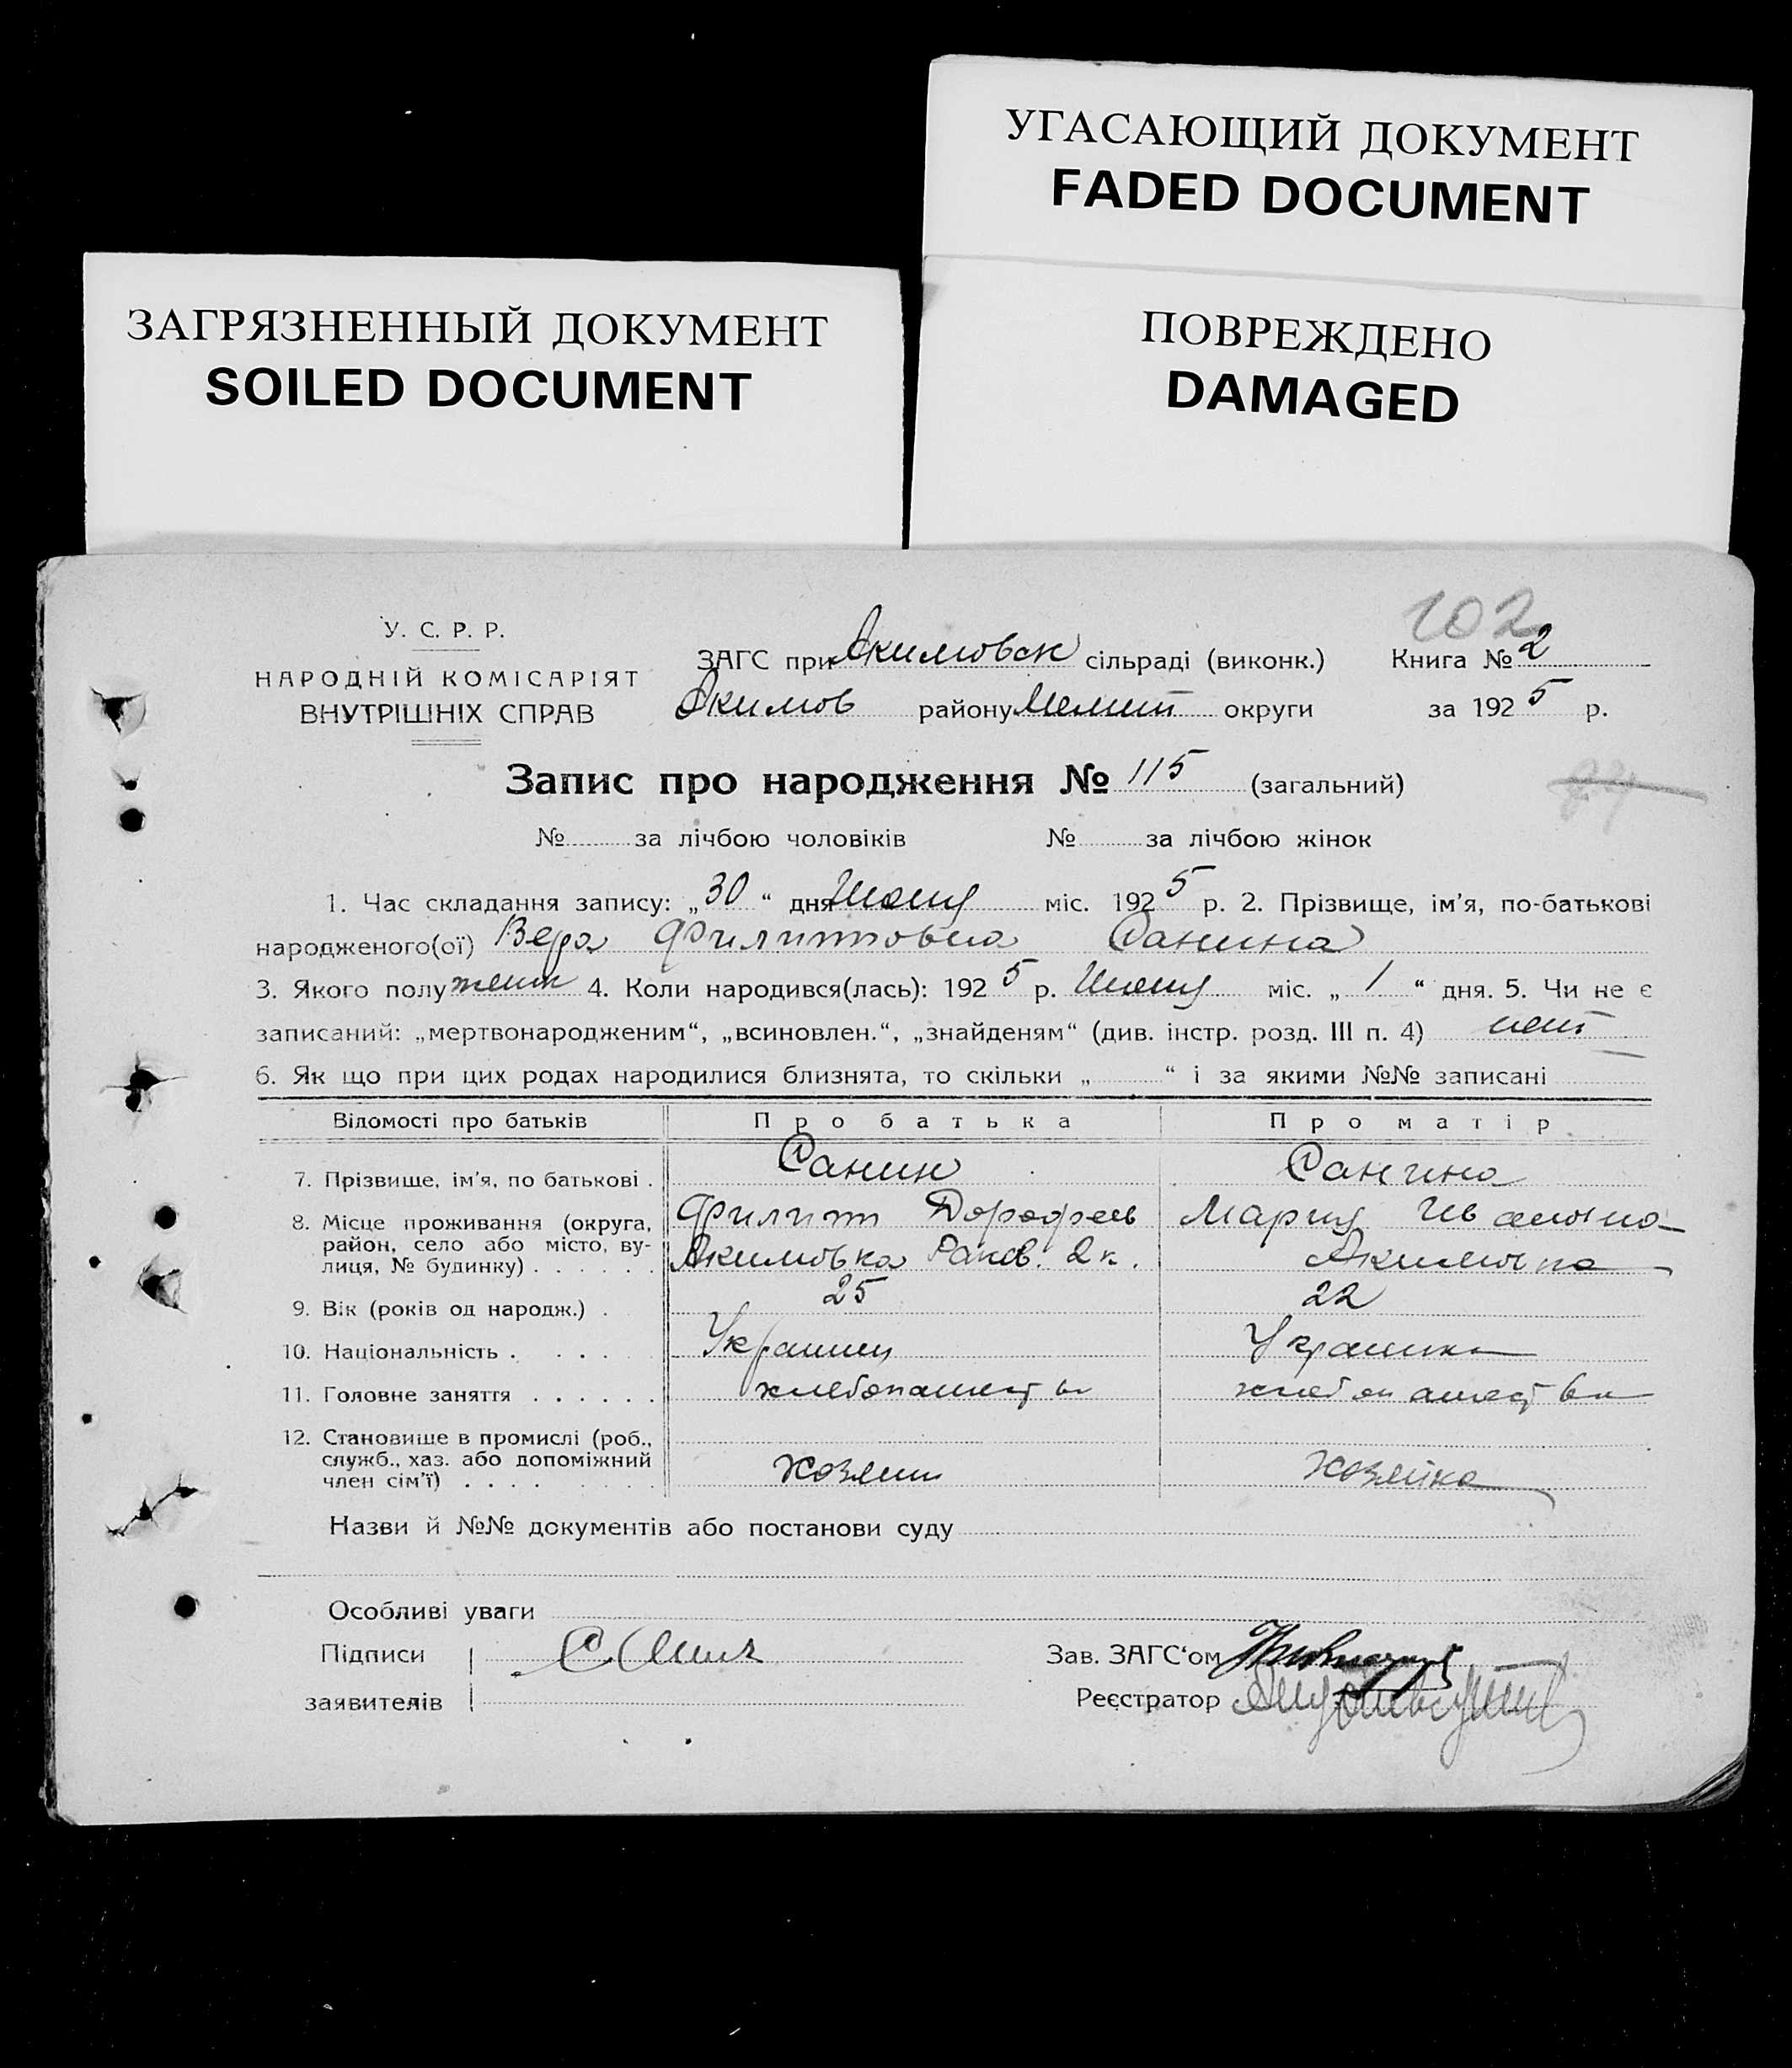 УГАСАЮЩИЙ ДОКУМЕНТ
FADED DOCUMENT
ЗАГРЯЗНЕННЫЙ ДОКУМЕНТ
SOILED DOCUMENT
ПОВРЕЖДЕНО
DAMAGED
102
У. С. Р. Р.
НАРОДНІЙ КОМІСАРІЯТ
ВНУТРІШНІХ СПРАВ
ЗАГС при Акимовск сільраді (виконк.) Книга № 2
Акимов району Мелит округи за 1925 р.
Запис про народження № 115 (загальний)
№ за лічбою чоловіків № за лічбою жінок
1. Час складання запису: „30“ дня Июня міс. 1925 р. 2. Прізвище, ім'я, по-батькові
народженого(ої) Вера Филипповна Санина
3. Якого полу женск 4. Коли народився(лась): 1925 р. Июня міс. „1“ дня. 5. Чи не є
записаний: „мертвонародженим“, „всиновлен.“, „знайденям“ (див. інстр. розд. III п. 4) нет
6. Як що при цих родах народилися близнята, то скільки „ “ і за якими №№ записані
Відомості про батьків Про батька Про матір
7. Прізвище, ім'я, по батькові . Санин Санина
8. Місце проживання (округа, район, село або місто, вулиця, № будинку) . . . . . . Филипп Дорофеев Мария Ивановна
Акимовка 2 к. Акимовка
9. Вік (років од народж.) . 25 22
10. Національність . . . . Украинец Украинка
11. Головне заняття . . . . . . хлебопашеств хлебопашество
12. Становище в промислі (роб., служб., хаз. або допоміжний член сім'ї) . . . . . . . . Хозяин Хозяйка
Назви й №№ документів або постанови суду
Особливі уваги
Підписи
заявителів
Зав. ЗАГС'ом
Реєстратор